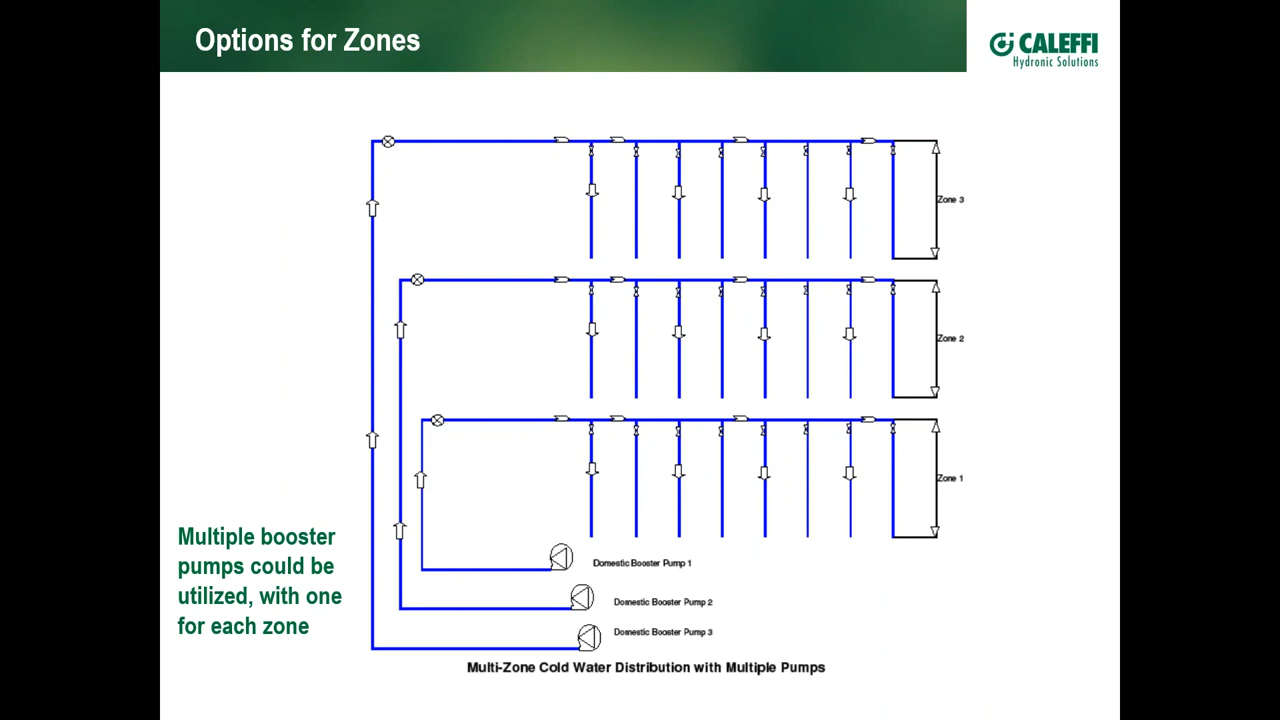 Options for Zones
CALEFFI
Hydronic Solutions
Zone 3
Zone 2
Zone 1
Multiple booster
pumps could be
utilized, with one
for each zone
Domestic Booster Pump 1
Domestic Booster Pump 2
Domestic Booster Pump 3
Multi-Zone Cold Water Distribution with Multiple Pumps